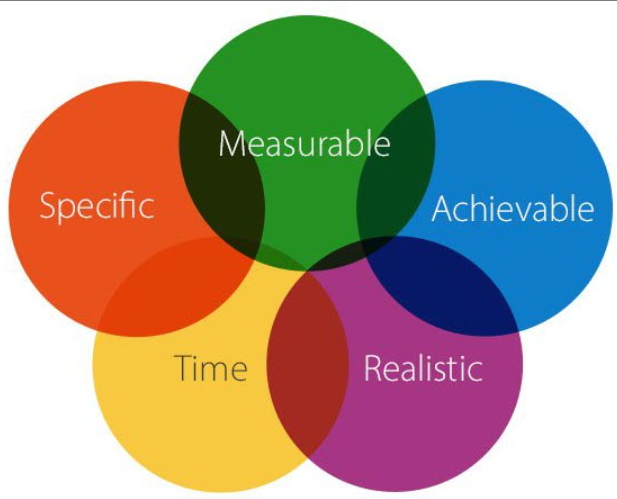 Measurable
Specific
Achievable
Time
Realistic